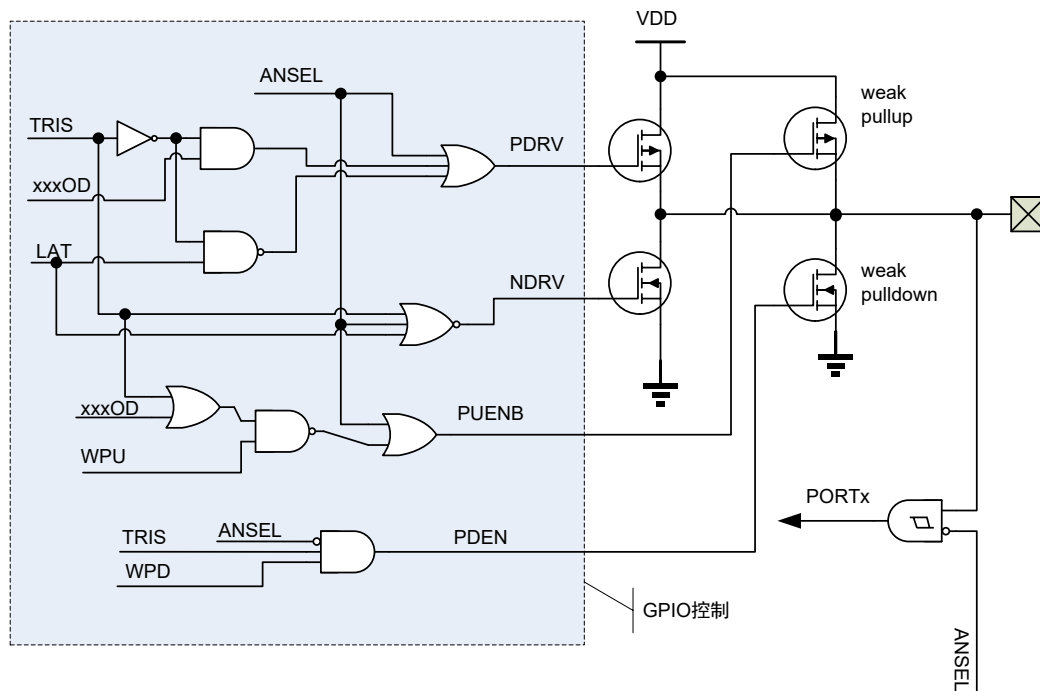 VDD
ANSEL
weak
pullup
TRIS
PDRV
xxxOD
LAT
weak
pulldown
NDRV
xxxOD
PUENB
WPU
PORTx
ANSEL
TRIS
PDEN
WPD
GPIO控制
ANSEL